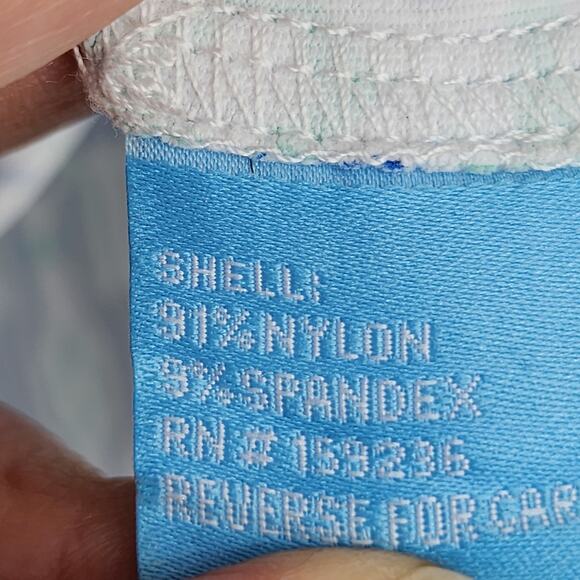 SHELL:
91%NYLON
9%SPANDEX
RN # 159236
REVERSE FOR CAR